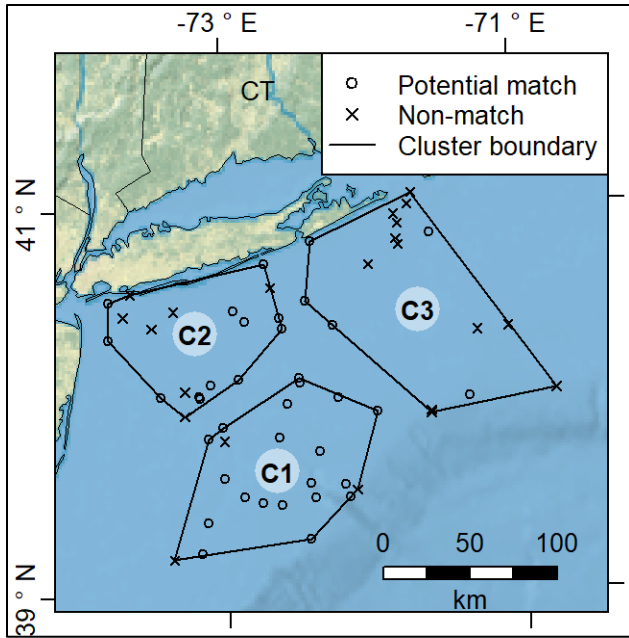 -73 ° E
-71 ° E
CT
Potential match
Non-match
Cluster boundary
41 ° N
C3
C2
C1
0 50 100
km
39 ° N